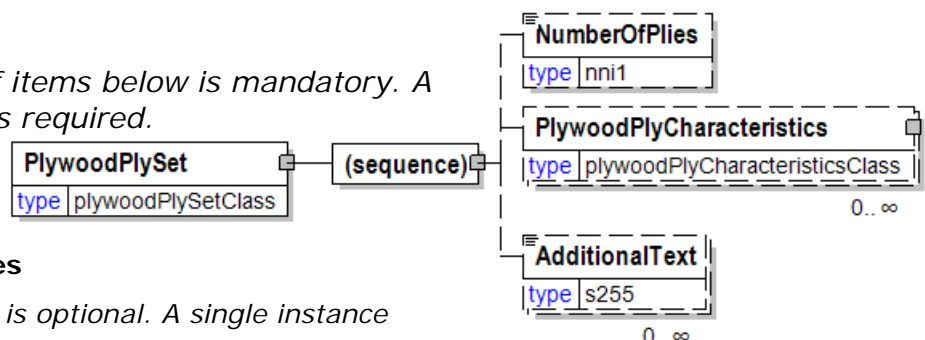 NumberOfPlies
type nni1
f items below is mandatory. A
s required.
PlywoodPlyCharacteristics
type plywoodPlyCharacteristicsClass
0.. ∞
PlywoodPlySet
type plywoodPlySetClass
(sequence)
AdditionalText
type s255
0.. ∞
es
is optional. A single instance